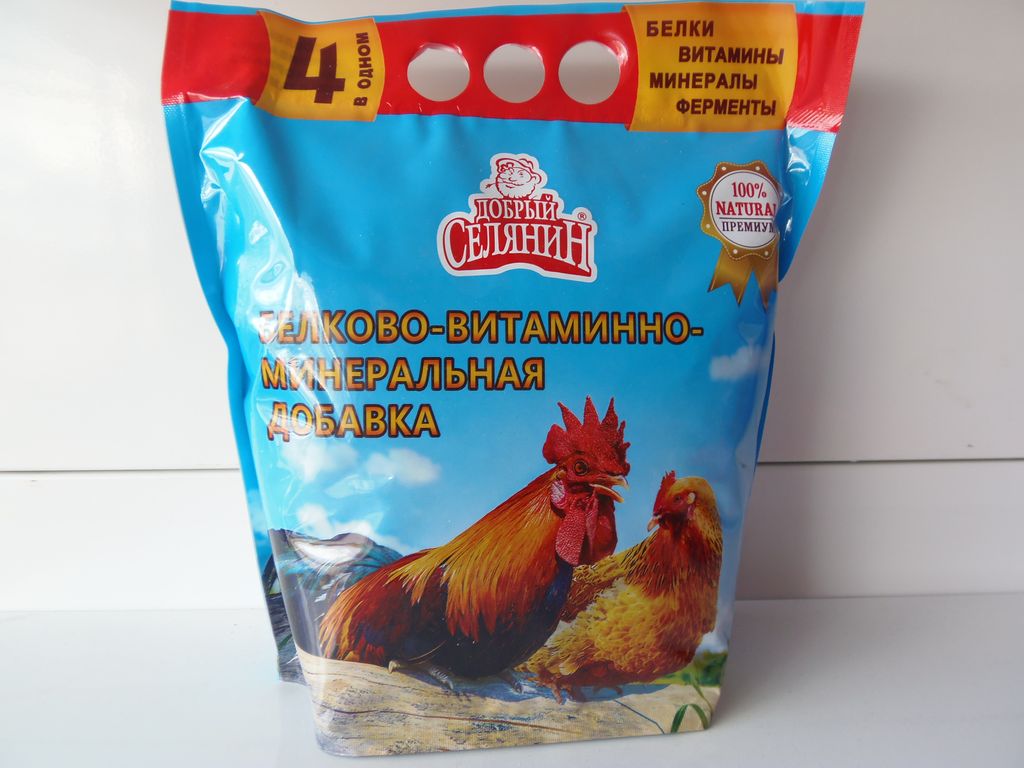 4
В ОДНОМ
БЕЛКИ
ВИТАМИНЫ
МИНЕРАЛЫ
ФЕРМЕНТЫ
ДОБРЫЙ
СЕЛЯНИН®
100%
NATURAL
ПРЕМИУМ
БЕЛКОВО-ВИТАМИННО-
МИНЕРАЛЬНАЯ
ДОБАВКА